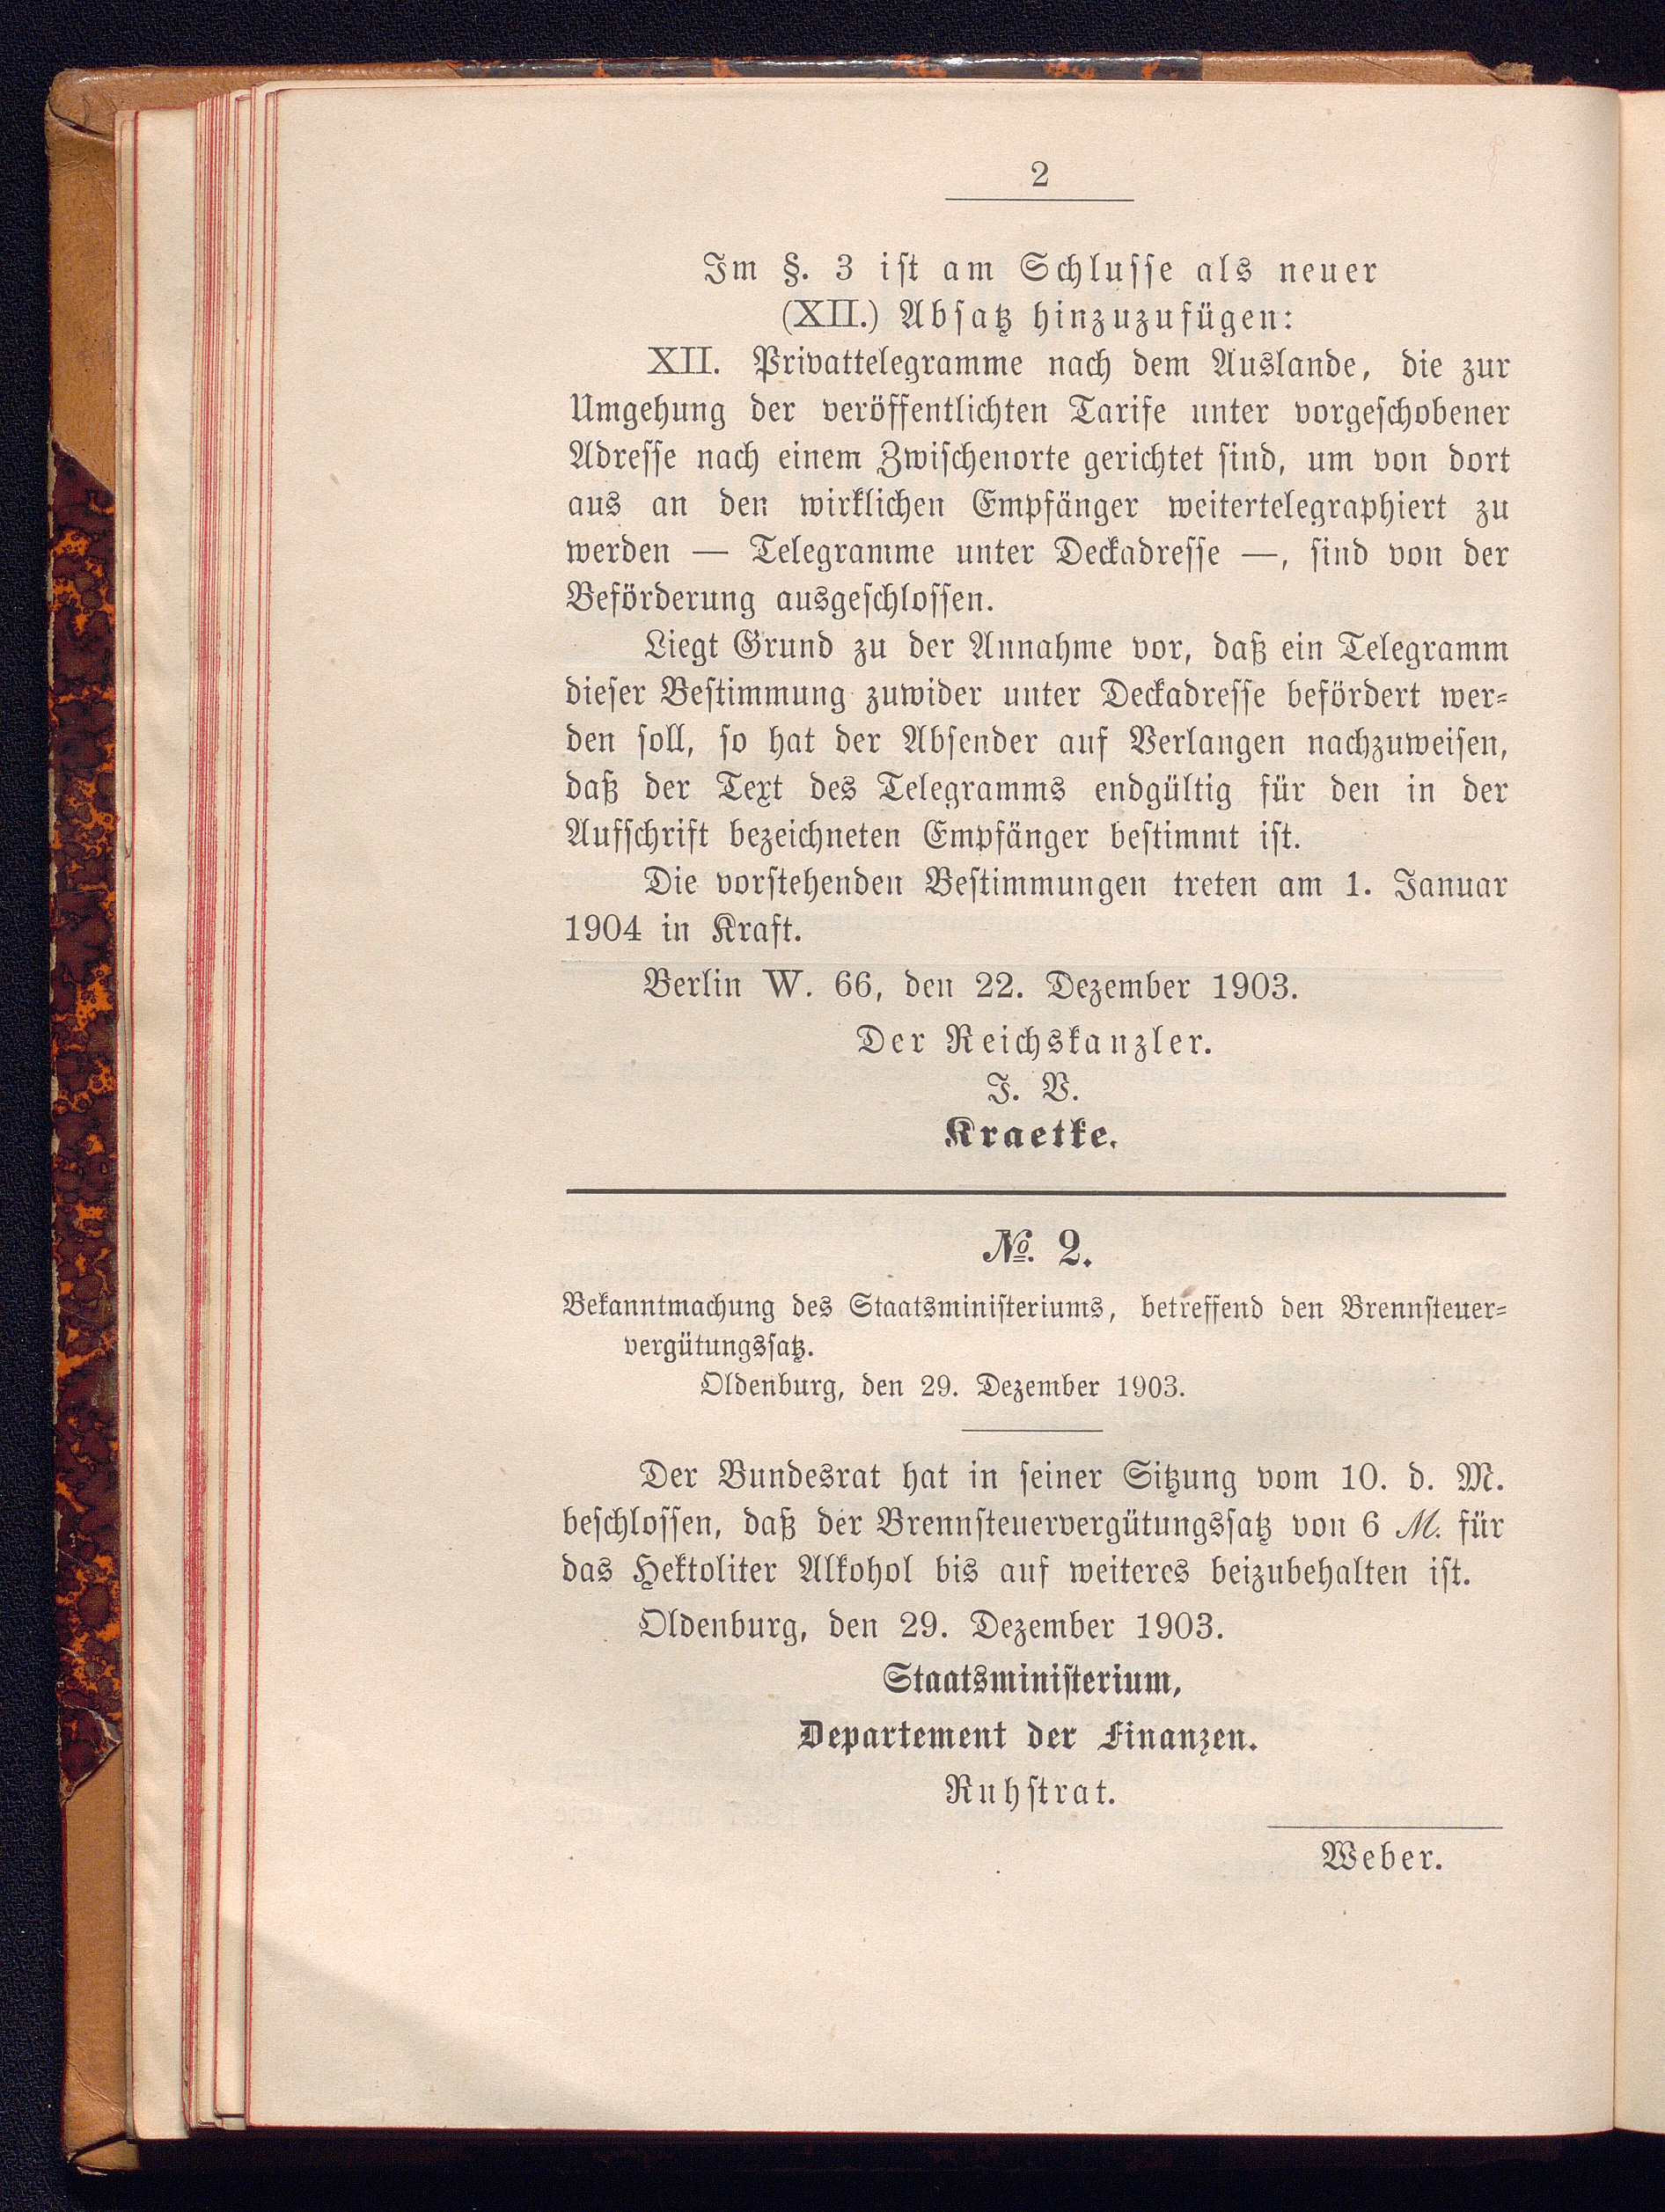 2
Im §. 3 ist am Schlusse als neuer
(XII.) Absatz hinzuzufügen:
XII. Privattelegramme nach dem Auslande, die zur
Umgehung der veröffentlichten Tarife unter vorgeschobener
Adresse nach einem Zwischenorte gerichtet sind, um von dort
aus an den wirklichen Empfänger weitertelegraphiert zu
werden — Telegramme unter Deckadresse —, sind von der
Beförderung ausgeschlossen.
Liegt Grund zu der Annahme vor, daß ein Telegramm
dieser Bestimmung zuwider unter Deckadresse befördert wer-
den soll, so hat der Absender auf Verlangen nachzuweisen,
daß der Text des Telegramms endgültig für den in der
Aufschrift bezeichneten Empfänger bestimmt ist.
Die vorstehenden Bestimmungen treten am 1. Januar
1904 in Kraft.
Berlin W. 66, den 22. Dezember 1903.
Der Reichskanzler.
I. V.
Kraetke.
№. 2.
Bekanntmachung des Staatsministeriums, betreffend den Brennsteuer-
vergütungssatz.
Oldenburg, den 29. Dezember 1903.
Der Bundesrat hat in seiner Sitzung vom 10. d. M.
beschlossen, daß der Brennsteuervergütungssatz von 6 M. für
das Hektoliter Alkohol bis auf weiteres beizubehalten ist.
Oldenburg, den 29. Dezember 1903.
Staatsministerium,
Departement der Finanzen.
Ruhstrat.
Weber.